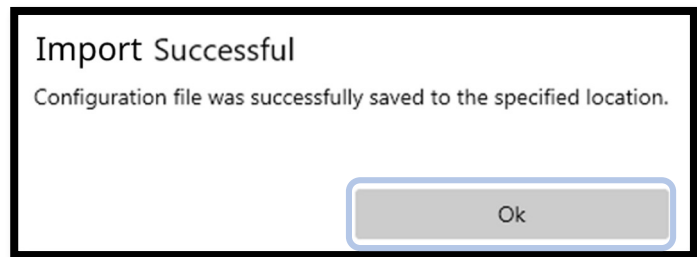 Import Successful
Configuration file was successfully saved to the specified location.
Ok